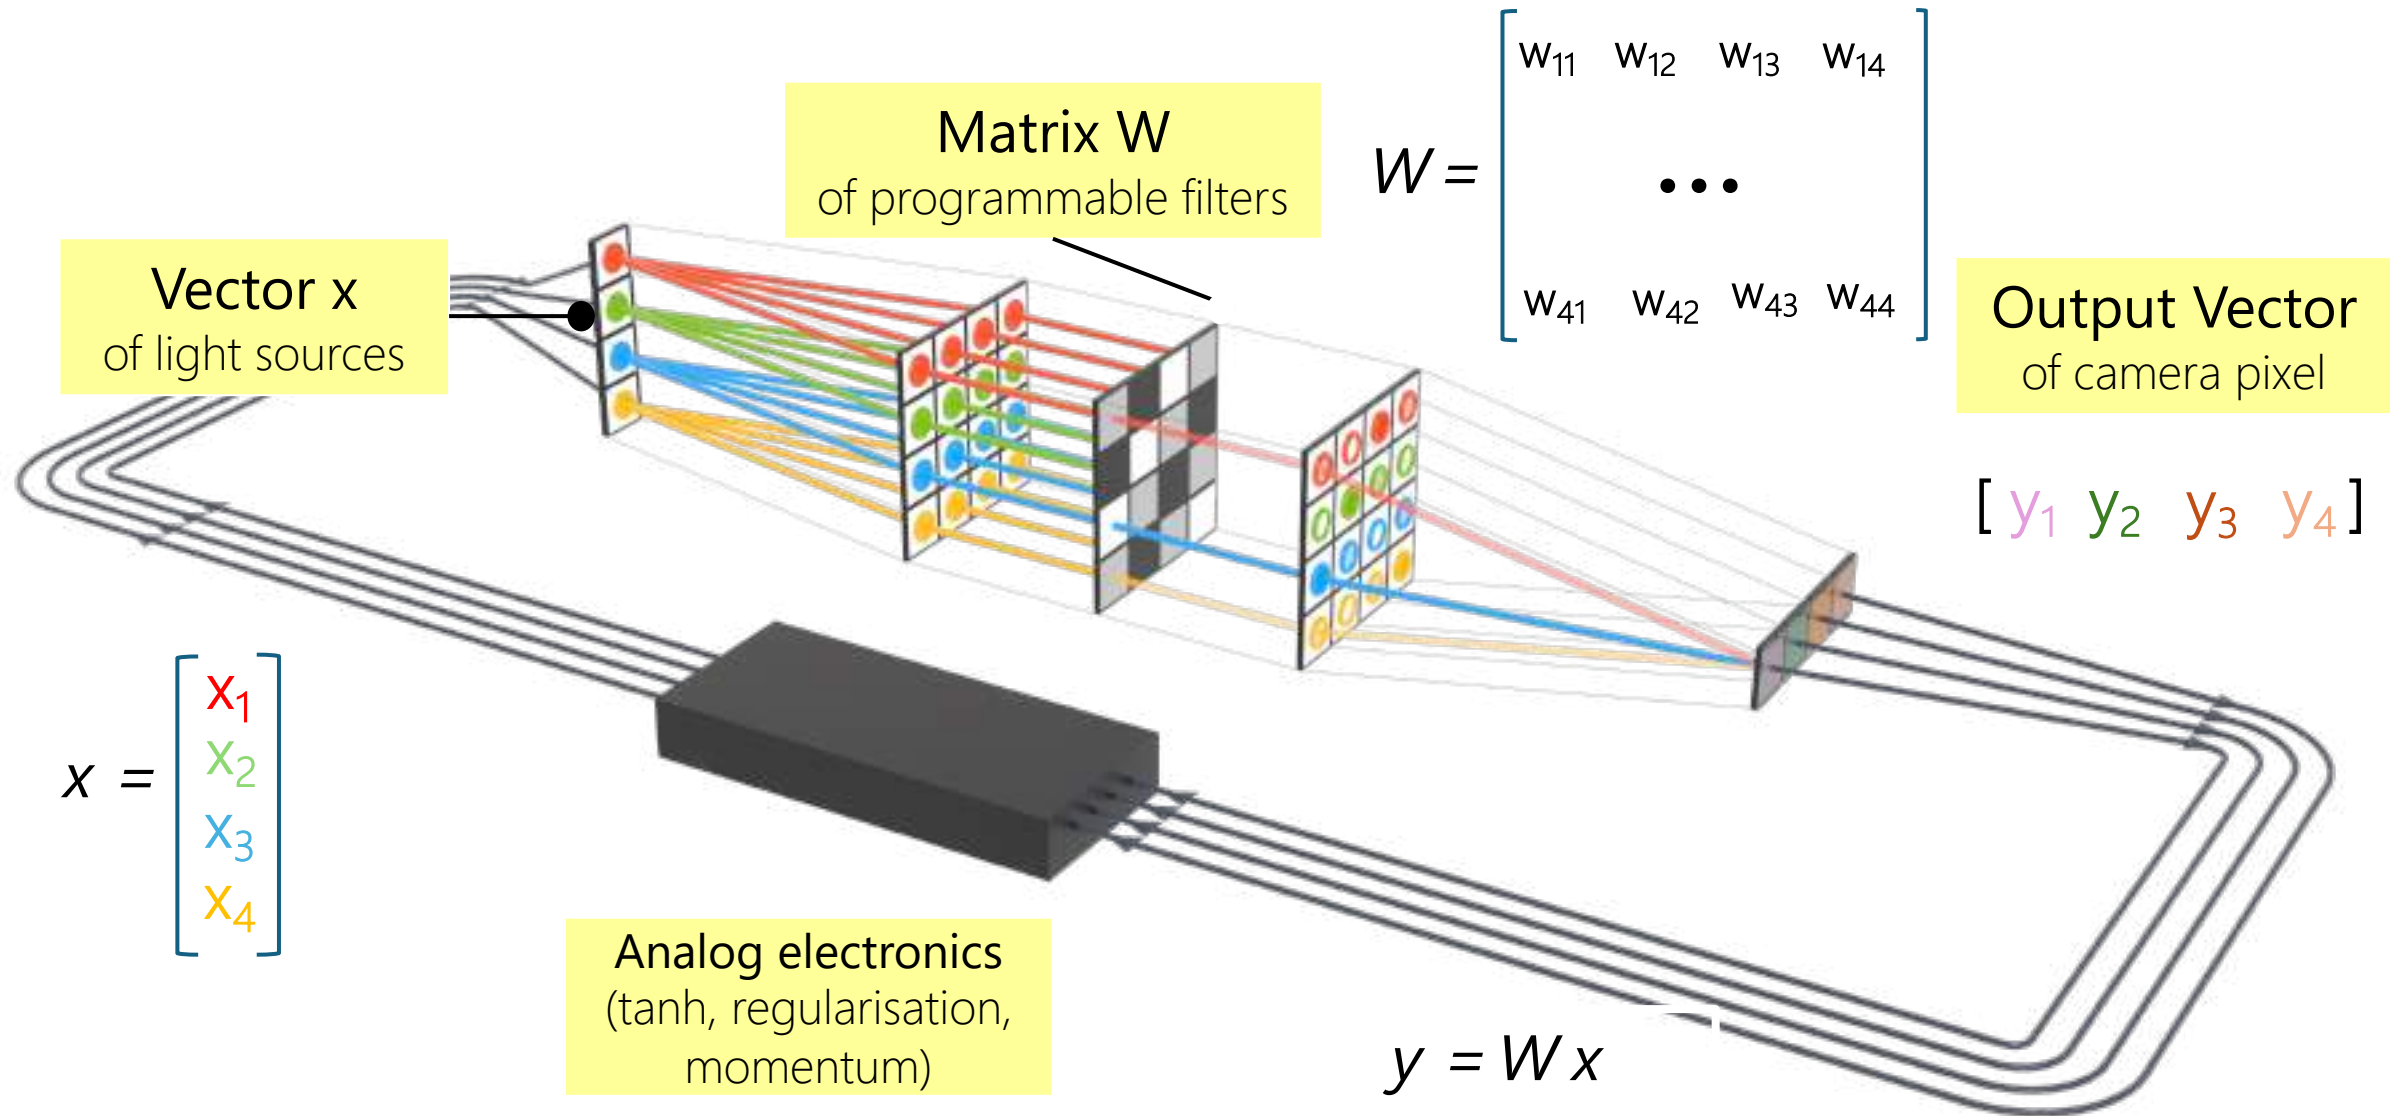 w11 w12 w13 w14
Matrix W
of programmable filters
W =
...
Vector x
of light sources
w41 w42 w43 w44
Output Vector
of camera pixel
[ y1 y2 y3 y4 ]
x1
x2
x =
x3
x4
Analog electronics
(tanh, regularisation,
momentum)
y = W x